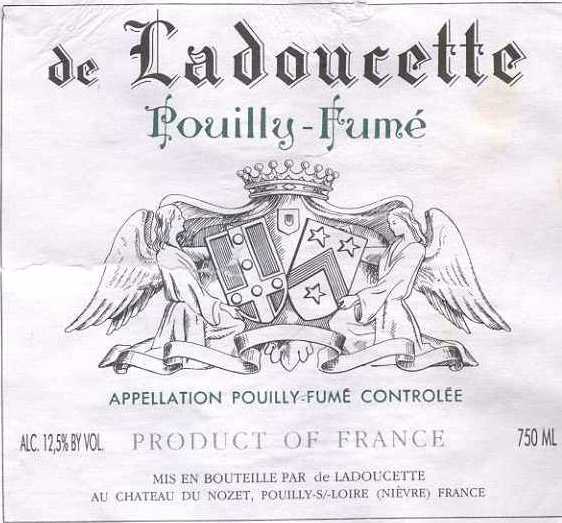 de Ladoucette
Pouilly-Fumé
APPELLATION POUILLY-FUMÉ CONTROLÉE
ALC. 12,5% BY VOL. PRODUCT OF FRANCE 750 ML
MIS EN BOUTEILLE PAR de LADOUCETTE
AU CHATEAU DU NOZET, POUILLY-S/-LOIRE (NIÈVRE) FRANCE